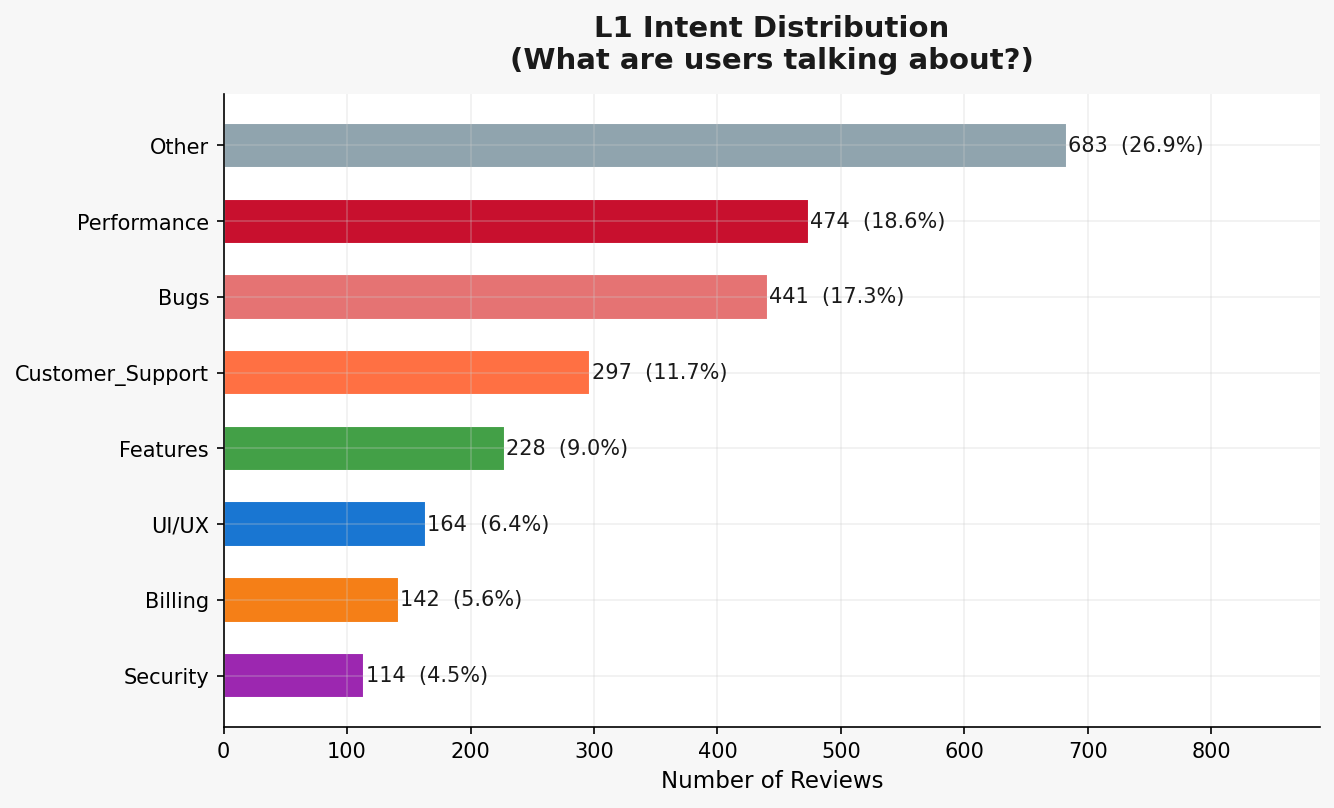 L1 Intent Distribution
(What are users talking about?)
Other
683 (26.9%)
Performance
474 (18.6%)
Bugs
441 (17.3%)
Customer_Support
297 (11.7%)
Features
228 (9.0%)
UI/UX
164 (6.4%)
Billing
142 (5.6%)
Security
114 (4.5%)
0 100 200 300 400 500 600 700 800
Number of Reviews